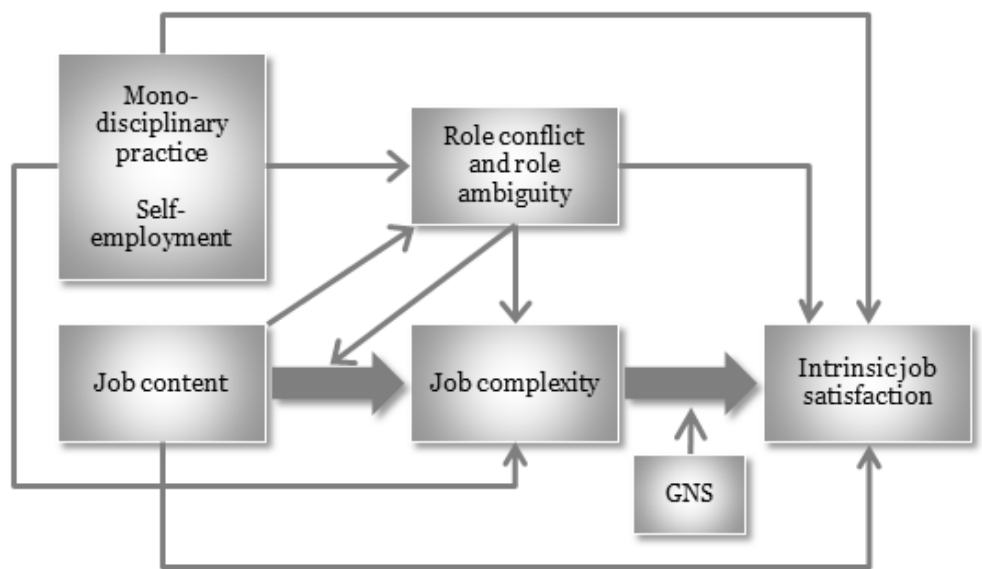 Mono-
disciplinary
practice
Self-
employment
Role conflict
and role
ambiguity
Job content
Job complexity
Intrinsic job
satisfaction
GNS